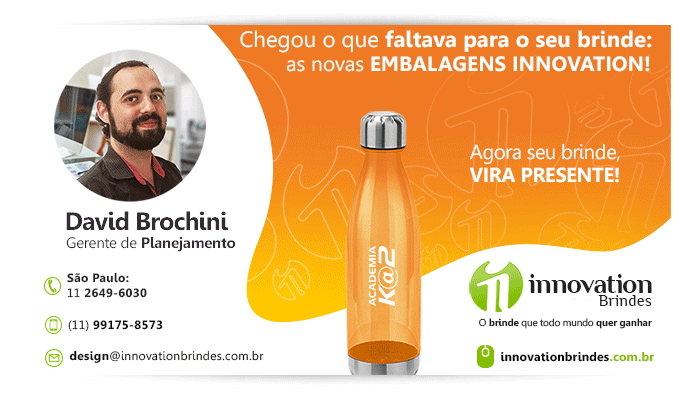 Chegou o que faltava para o seu brinde:
as novas EMBALAGENS INNOVATION!
Agora seu brinde,
VIRA PRESENTE!
David Brochini
Gerente de Planejamento
São Paulo:
11 2649-6030
(11) 99175-8573
design@innovationbrindes.com.br
ACADEMIA
K@2
innovation
Brindes
O brinde que todo mundo quer ganhar
innovationbrindes.com.br